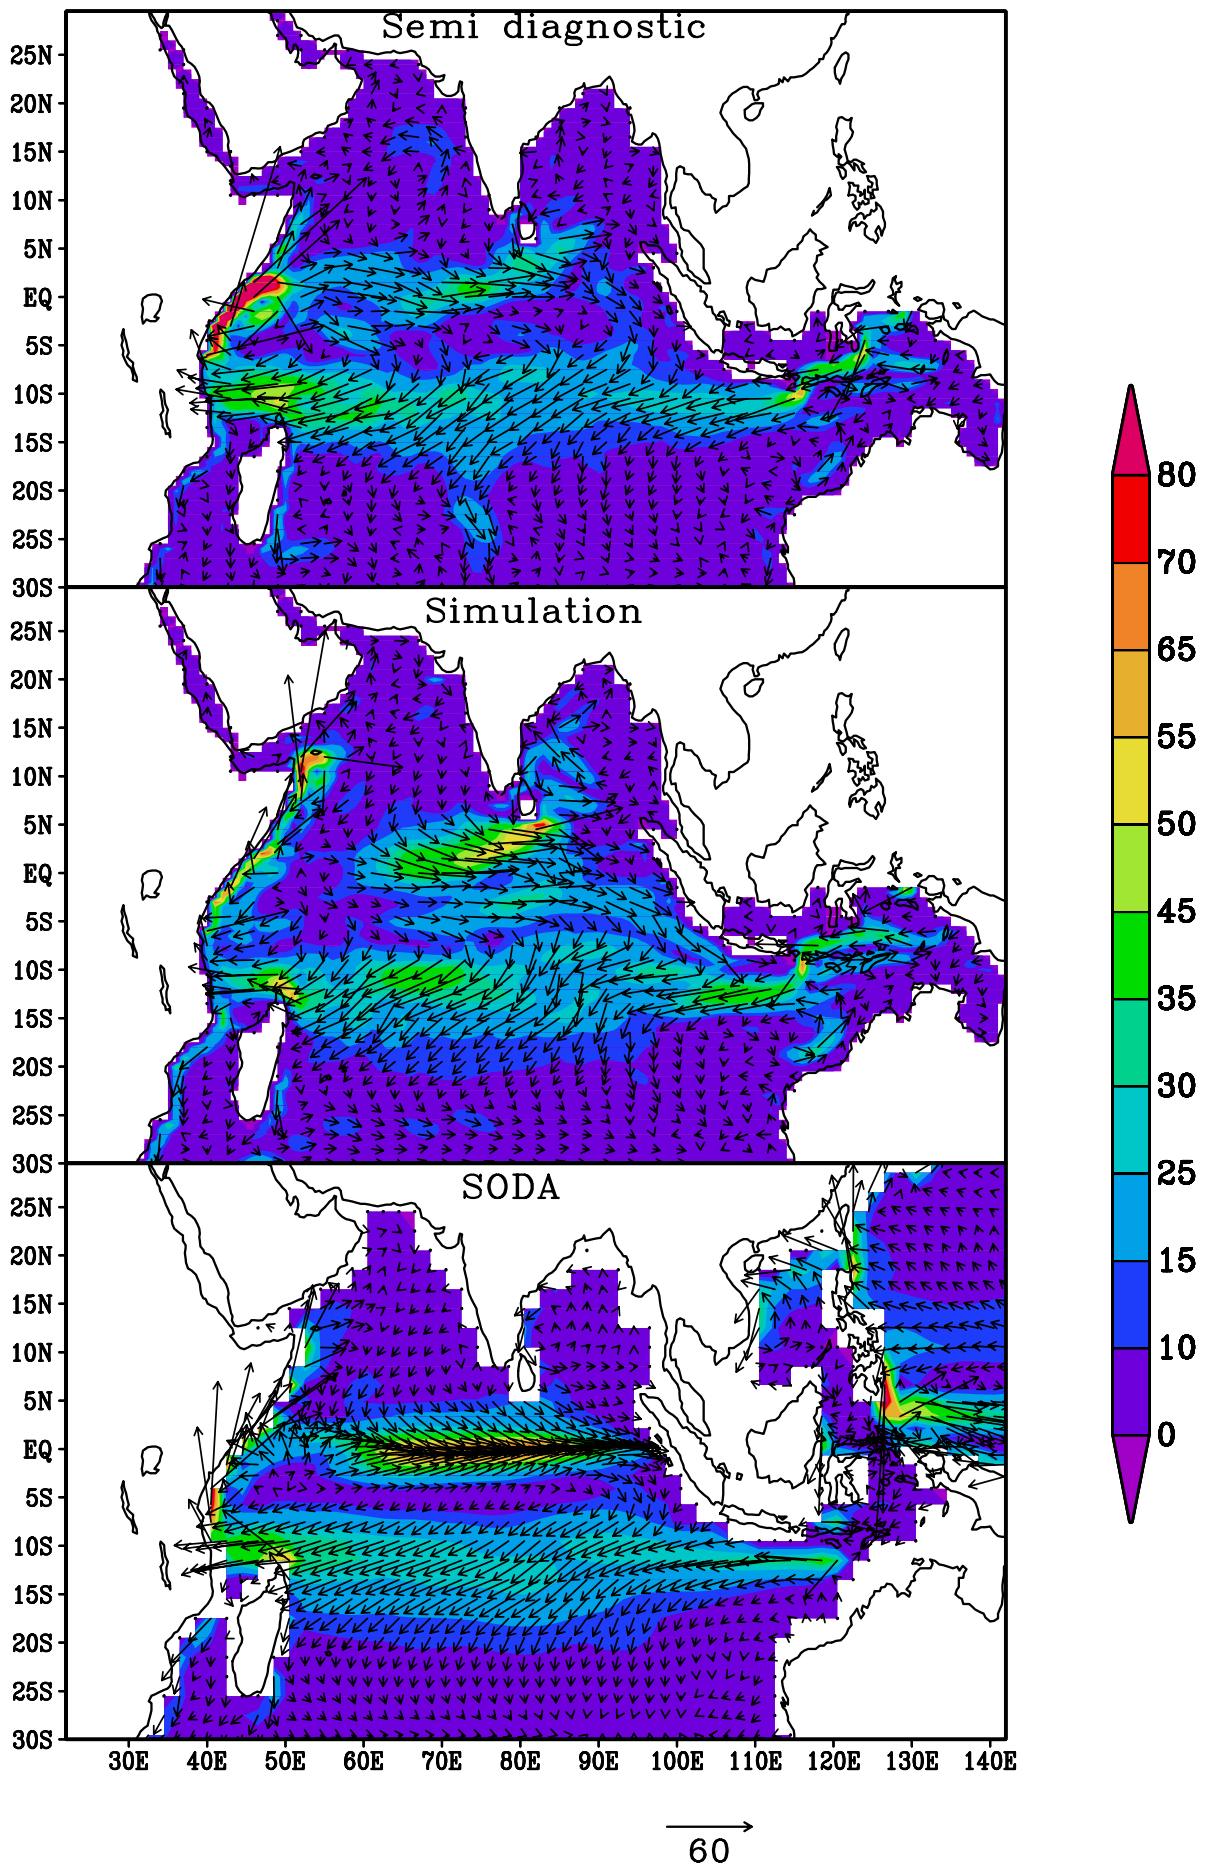 Semi diagnostic
25N
20N
15N
10N
5N
EQ
5S
10S
15S
20S
25S
30S
Simulation
25N
20N
15N
10N
5N
EQ
5S
10S
15S
20S
25S
30S
SODA
25N
20N
15N
10N
5N
EQ
5S
10S
15S
20S
25S
30S
30E 40E 50E 60E 70E 80E 90E 100E 110E 120E 130E 140E
60
80
70
65
55
50
45
35
30
25
15
10
0